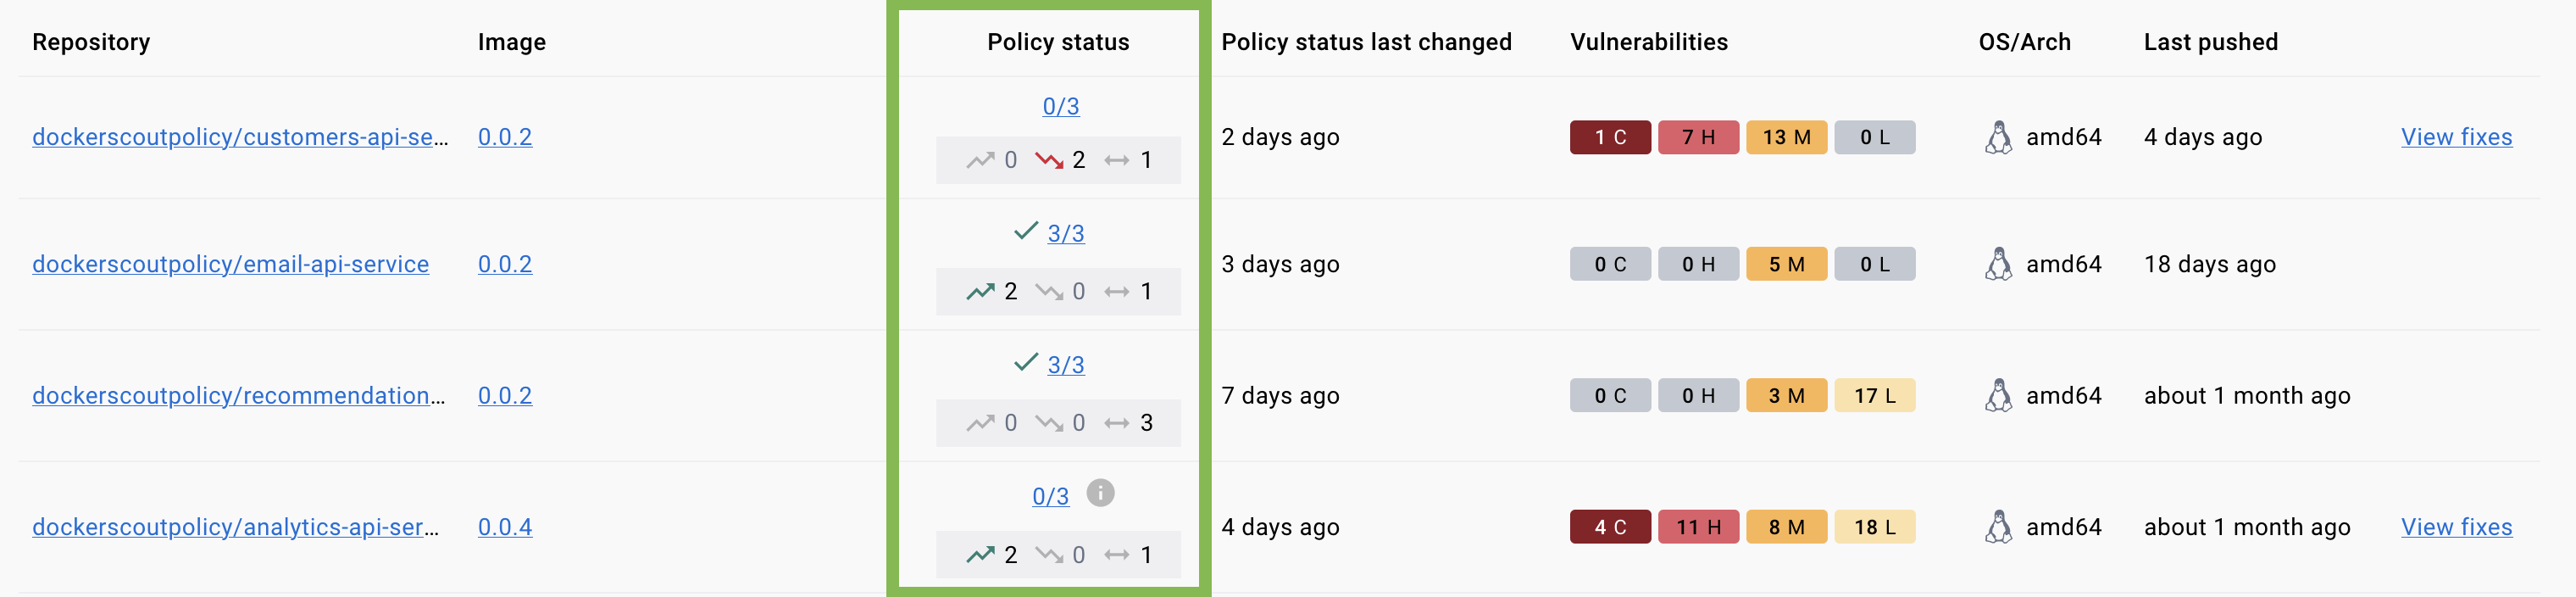 Repository Image Policy status Policy status last changed Vulnerabilities OS/Arch Last pushed
0/3
dockerscoutpolicy/customers-api-se... 0.0.2 2 days ago 1 C 7 H 13 M 0 L amd64 4 days ago View fixes
0 2 1
3/3
dockerscoutpolicy/email-api-service 0.0.2 3 days ago 0 C 0 H 5 M 0 L amd64 18 days ago
2 0 1
3/3
dockerscoutpolicy/recommendation... 0.0.2 7 days ago 0 C 0 H 3 M 17 L amd64 about 1 month ago
0 0 3
0/3
dockerscoutpolicy/analytics-api-ser... 0.0.4 4 days ago 4 C 11 H 8 M 18 L amd64 about 1 month ago View fixes
2 0 1